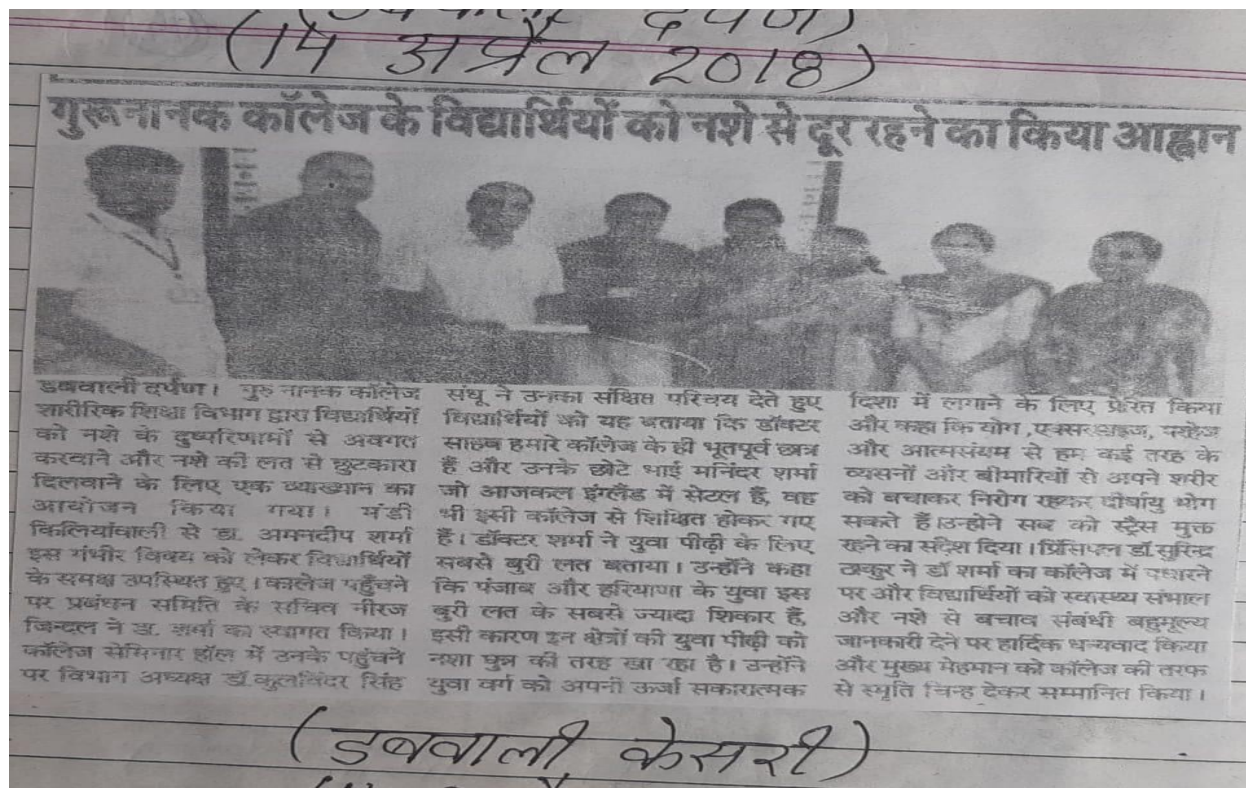 (डबवाली दर्पण)
(14 अप्रैल 2018)
गुरूनानक कॉलेज के विद्यार्थियों को नशे से दूर रहने का किया आह्वान
डबवाली दर्पण। गुरु नानक कॉलेज
शारीरिक शिक्षा विभाग द्वारा विद्यार्थियों
को नशे के दुष्परिणामों से अवगत
करवाने और नशे की लत से छुटकारा
दिलवाने के लिए एक व्याख्यान का
आयोजन किया गया। मंडी
किलियांवाली से डा. अमनदीप शर्मा
इस गंभीर विषय को लेकर विद्यार्थियों
के समक्ष उपस्थित हुए। कालेज पहुँचने
पर प्रबंधन समिति के सचिव नीरज
जिन्दल ने डा. शर्मा का स्वागत किया।
कॉलेज सेमिनार हॉल में उनके पहुंचने
पर विभाग अध्यक्ष डॉ कुलविंदर सिंह
संधू ने उनका संक्षिप्त परिचय देते हुए
विद्यार्थियों को यह बताया कि डॉक्टर
साहब हमारे कॉलेज के ही भूतपूर्व छात्र
हैं और उनके छोटे भाई मनिंदर शर्मा
जो आजकल इंग्लैंड में सेटल हैं, वह
भी इसी कॉलेज से शिक्षित होकर गए
हैं। डॉक्टर शर्मा ने युवा पीढ़ी के लिए
सबसे बुरी लत बताया। उन्होंने कहा
कि पंजाब और हरियाणा के युवा इस
बुरी लत के सबसे ज्यादा शिकार हैं,
इसी कारण इन क्षेत्रों की युवा पीढ़ी को
नशा घुन्न की तरह खा रहा है। उन्होंने
युवा वर्ग को अपनी ऊर्जा सकारात्मक
दिशा में लगाने के लिए प्रेरित किया
और कहा कि योग, एक्सरसाइज, परहेज
और आत्मसंयम से हम कई तरह के
व्यसनों और बीमारियों से अपने शरीर
को बचाकर निरोग रहकर दीर्घायु भोग
सकते हैं। उन्होने सब को स्ट्रैस मुक्त
रहने का संदेश दिया। प्रिंसिपल डॉ सुरिन्द्र
ठाकुर ने डॉ शर्मा का कॉलेज में पधारने
पर और विद्यार्थियों को स्वास्थ्य संभाल
और नशे से बचाव संबंधी बहुमूल्य
जानकारी देने पर हार्दिक धन्यवाद किया
और मुख्य मेहमान को कॉलेज की तरफ
से स्मृति चिन्ह देकर सम्मानित किया।
(डबवाली केसरी)